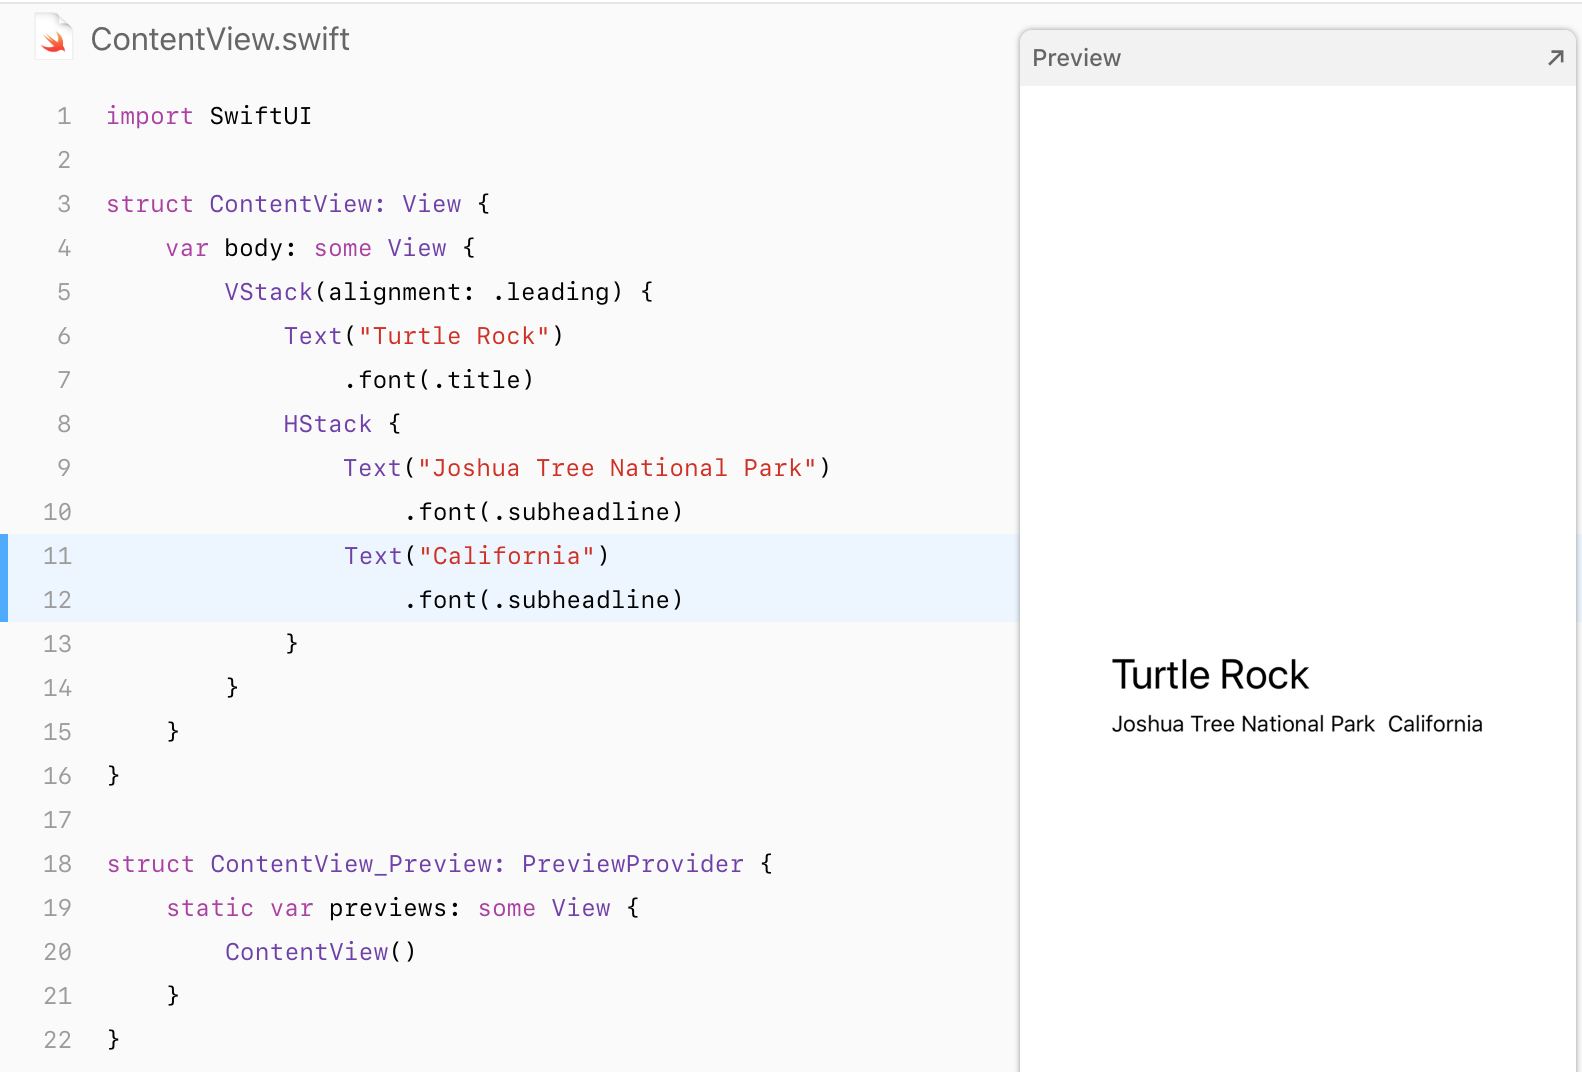 ContentView.swift
1 import SwiftUI
2
3 struct ContentView: View {
4     var body: some View {
5         VStack(alignment: .leading) {
6             Text("Turtle Rock")
7                 .font(.title)
8             HStack {
9                 Text("Joshua Tree National Park")
10                     .font(.subheadline)
11                 Text("California")
12                     .font(.subheadline)
13             }
14         }
15     }
16 }
17
18 struct ContentView_Preview: PreviewProvider {
19     static var previews: some View {
20         ContentView()
21     }
22 }
Preview
Turtle Rock
Joshua Tree National Park California